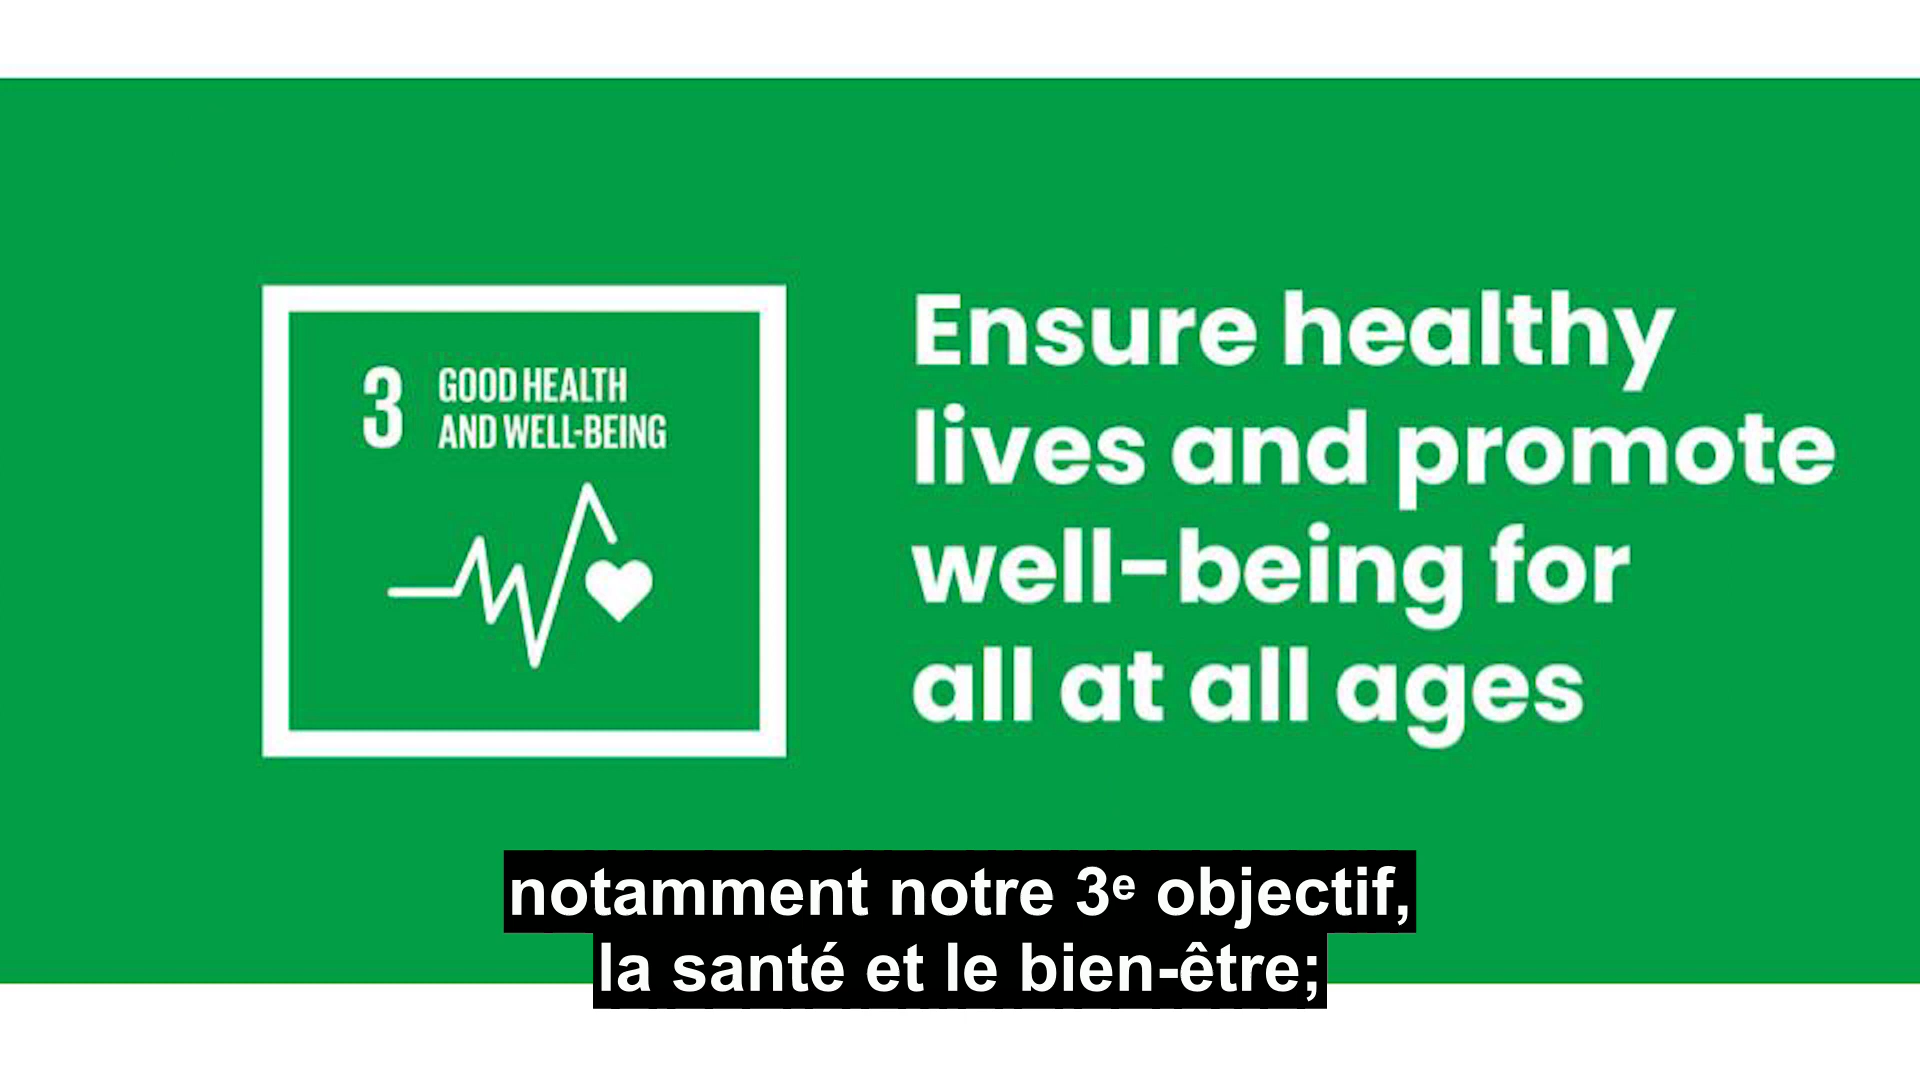 3 GOOD HEALTH
AND WELL-BEING
Ensure healthy
lives and promote
well-being for
all at all ages
notamment notre 3ᵉ objectif,
la santé et le bien-être;